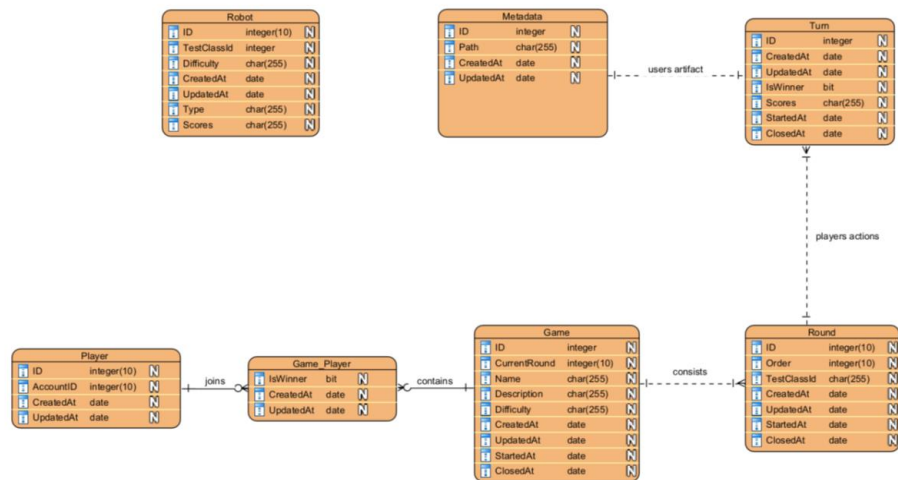 Robot
ID integer(10) N
TestClassId integer N
Difficulty char(255) N
CreatedAt date N
UpdatedAt date N
Type char(255) N
Scores char(255) N
Metadata
ID integer N
Path char(255) N
CreatedAt date N
UpdatedAt date N
users artifact
Turn
ID integer N
CreatedAt date N
UpdatedAt date N
IsWinner bit N
Scores char(255) N
StartedAt date N
ClosedAt date N
players actions
Player
ID integer(10) N
AccountID integer(10) N
CreatedAt date N
UpdatedAt date N
joins
Game_Player
IsWinner bit N
CreatedAt date N
UpdatedAt date N
contains
Game
ID integer N
CurrentRound integer(10) N
Name char(255) N
Description char(255) N
Difficulty char(255) N
CreatedAt date N
UpdatedAt date N
StartedAt date N
ClosedAt date N
consists
Round
ID integer(10) N
Order integer(10) N
TestClassId char(255) N
CreatedAt date N
UpdatedAt date N
StartedAt date N
ClosedAt date N